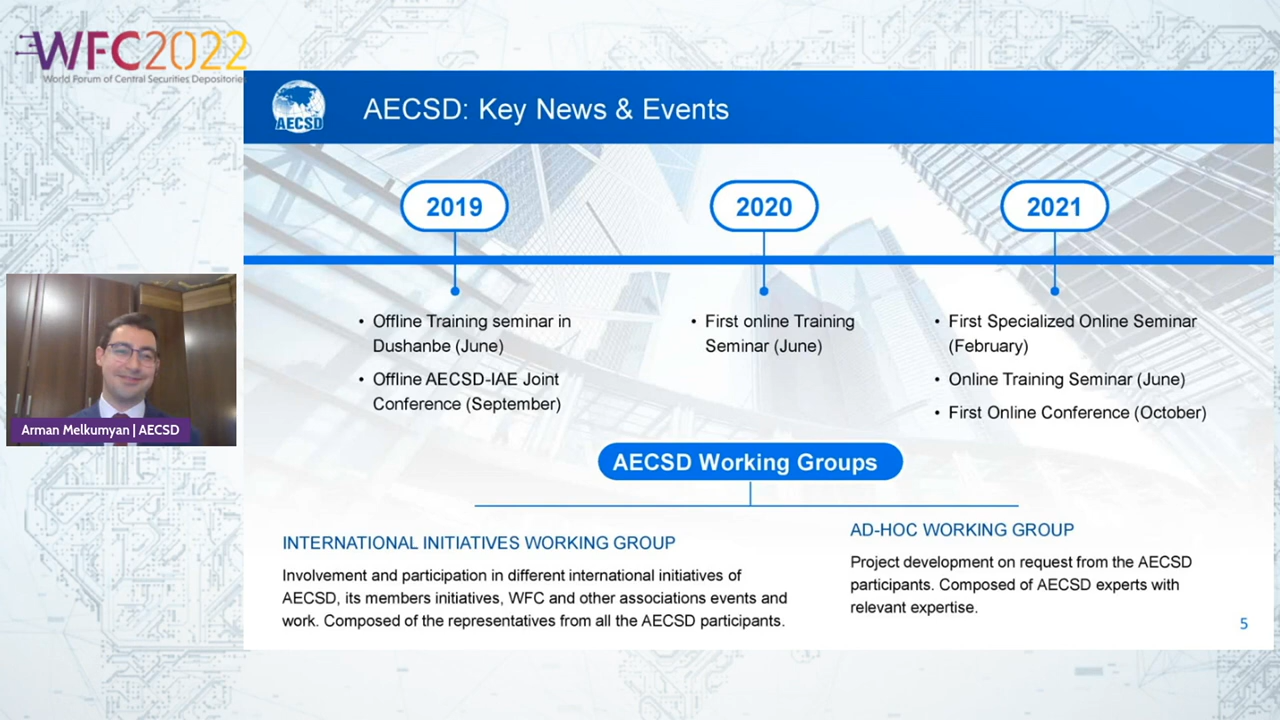 WFC2022
World Forum of Central Securities Depositories
AECSD
AECSD: Key News & Events
2019
2020
2021
• Offline Training seminar in
Dushanbe (June)
• Offline AECSD-IAE Joint
Conference (September)
• First online Training
Seminar (June)
• First Specialized Online Seminar
(February)
• Online Training Seminar (June)
• First Online Conference (October)
Arman Melkumyan | AECSD
AECSD Working Groups
INTERNATIONAL INITIATIVES WORKING GROUP
Involvement and participation in different international initiatives of
AECSD, its members initiatives, WFC and other associations events and
work. Composed of the representatives from all the AECSD participants.
AD-HOC WORKING GROUP
Project development on request from the AECSD
participants. Composed of AECSD experts with
relevant expertise.
5